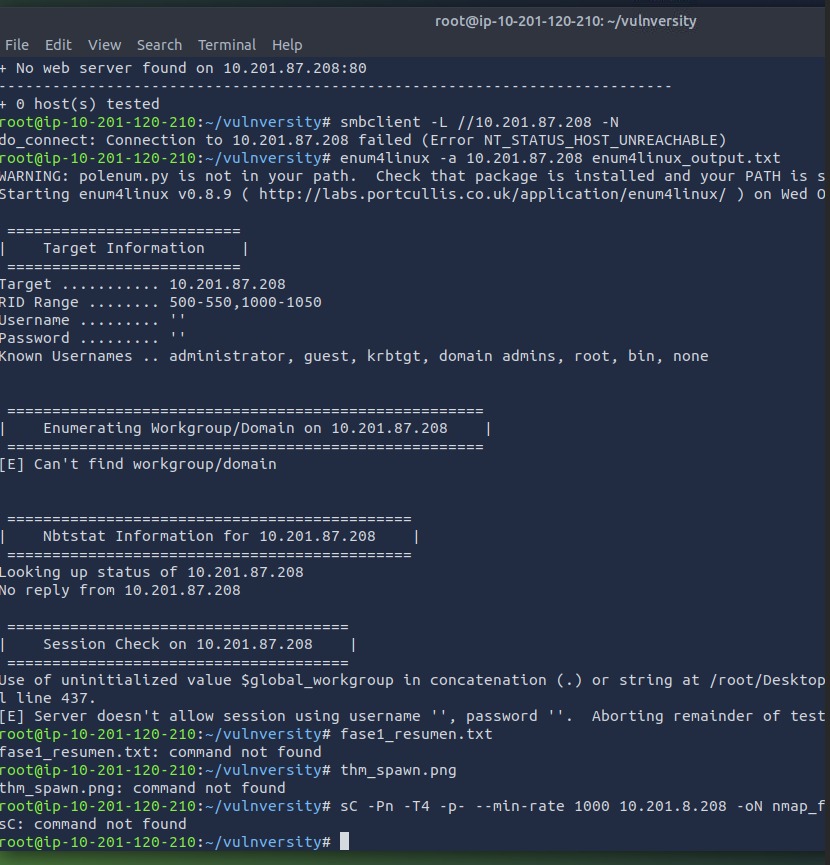 root@ip-10-201-120-210: ~/vulnversity
File Edit View Search Terminal Help
+ No web server found on 10.201.87.208:80
---------------------------------------------------------------------------
+ 0 host(s) tested
root@ip-10-201-120-210:~/vulnversity# smbclient -L //10.201.87.208 -N
do_connect: Connection to 10.201.87.208 failed (Error NT_STATUS_HOST_UNREACHABLE)
root@ip-10-201-120-210:~/vulnversity# enum4linux -a 10.201.87.208 enum4linux_output.txt
WARNING: polenum.py is not in your path.  Check that package is installed and your PATH is s
Starting enum4linux v0.8.9 ( http://labs.portcullis.co.uk/application/enum4linux/ ) on Wed O
 ==========================
|    Target Information    |
 ==========================
Target ........... 10.201.87.208
RID Range ........ 500-550,1000-1050
Username ......... ''
Password ......... ''
Known Usernames .. administrator, guest, krbtgt, domain admins, root, bin, none
 =====================================================
|    Enumerating Workgroup/Domain on 10.201.87.208    |
 =====================================================
[E] Can't find workgroup/domain
 =============================================
|    Nbtstat Information for 10.201.87.208    |
 =============================================
Looking up status of 10.201.87.208
No reply from 10.201.87.208
 ======================================
|    Session Check on 10.201.87.208    |
 ======================================
Use of uninitialized value $global_workgroup in concatenation (.) or string at /root/Desktop
l line 437.
[E] Server doesn't allow session using username '', password ''.  Aborting remainder of test
root@ip-10-201-120-210:~/vulnversity# fase1_resumen.txt
fase1_resumen.txt: command not found
root@ip-10-201-120-210:~/vulnversity# thm_spawn.png
thm_spawn.png: command not found
root@ip-10-201-120-210:~/vulnversity# sC -Pn -T4 -p- --min-rate 1000 10.201.8.208 -oN nmap_f
sC: command not found
root@ip-10-201-120-210:~/vulnversity#